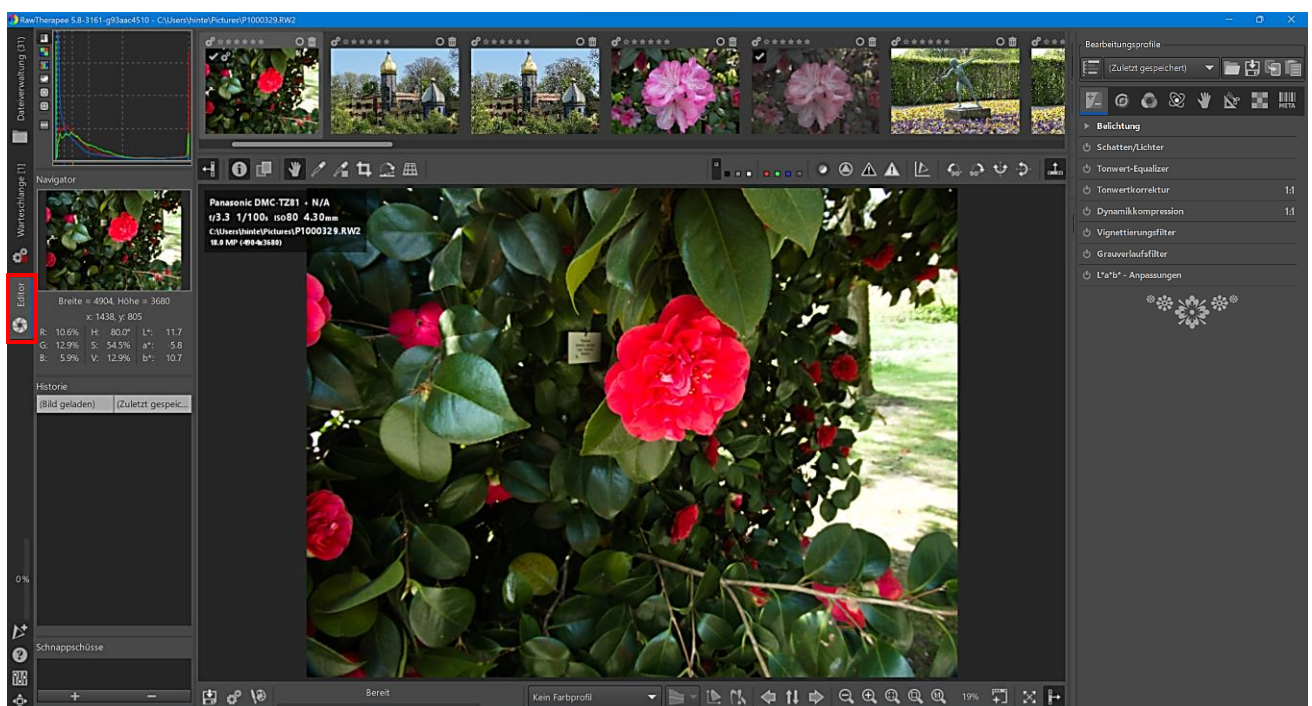 RawTherapee 5.8-3161-g93aac4510 - C:\Users\hinte\Pictures\P1000329.RW2
Dateiverwaltung (31)
Warteschlange [1]
Editor
0%
Navigator
Breite = 4904, Höhe = 3680
x: 1438, y: 805
R: 10.6% H: 80.0° L*: 11.7
G: 12.9% S: 54.5% a*: 5.8
B: 5.9% V: 12.9% b*: 10.7
Historie
(Bild geladen) (Zuletzt gespeic...
Schnappschüsse
Panasonic DMC-TZ81 + N/A
f/3.3 1/100s ISO80 4.30mm
C:\Users\hinte\Pictures\P1000329.RW2
18.0 MP (4904x3680)
90° 90°
Bereit
Kein Farbprofil
1:1
19%
Bearbeitungsprofile
(Zuletzt gespeichert)
META
Belichtung
Schatten/Lichter
Tonwert-Equalizer
Tonwertkorrektur 1:1
Dynamikkompression 1:1
Vignettierungsfilter
Grauverlaufsfilter
L*a*b* - Anpassungen